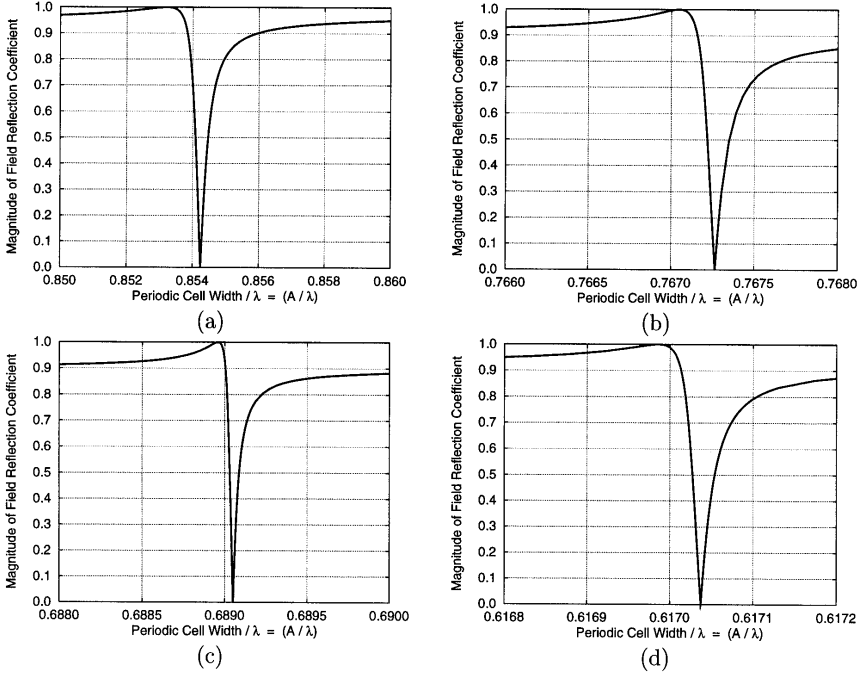 Magnitude of Field Reflection Coefficient
1.0
0.9
0.8
0.7
0.6
0.5
0.4
0.3
0.2
0.1
0.0
0.850 0.852 0.854 0.856 0.858 0.860
Periodic Cell Width / λ = (A / λ)
(a)
Magnitude of Field Reflection Coefficient
1.0
0.9
0.8
0.7
0.6
0.5
0.4
0.3
0.2
0.1
0.0
0.7660 0.7665 0.7670 0.7675 0.7680
Periodic Cell Width / λ = (A / λ)
(b)
Magnitude of Field Reflection Coefficient
1.0
0.9
0.8
0.7
0.6
0.5
0.4
0.3
0.2
0.1
0.0
0.6880 0.6885 0.6890 0.6895 0.6900
Periodic Cell Width / λ = (A / λ)
(c)
Magnitude of Field Reflection Coefficient
1.0
0.9
0.8
0.7
0.6
0.5
0.4
0.3
0.2
0.1
0.0
0.6168 0.6169 0.6170 0.6171 0.6172
Periodic Cell Width / λ = (A / λ)
(d)